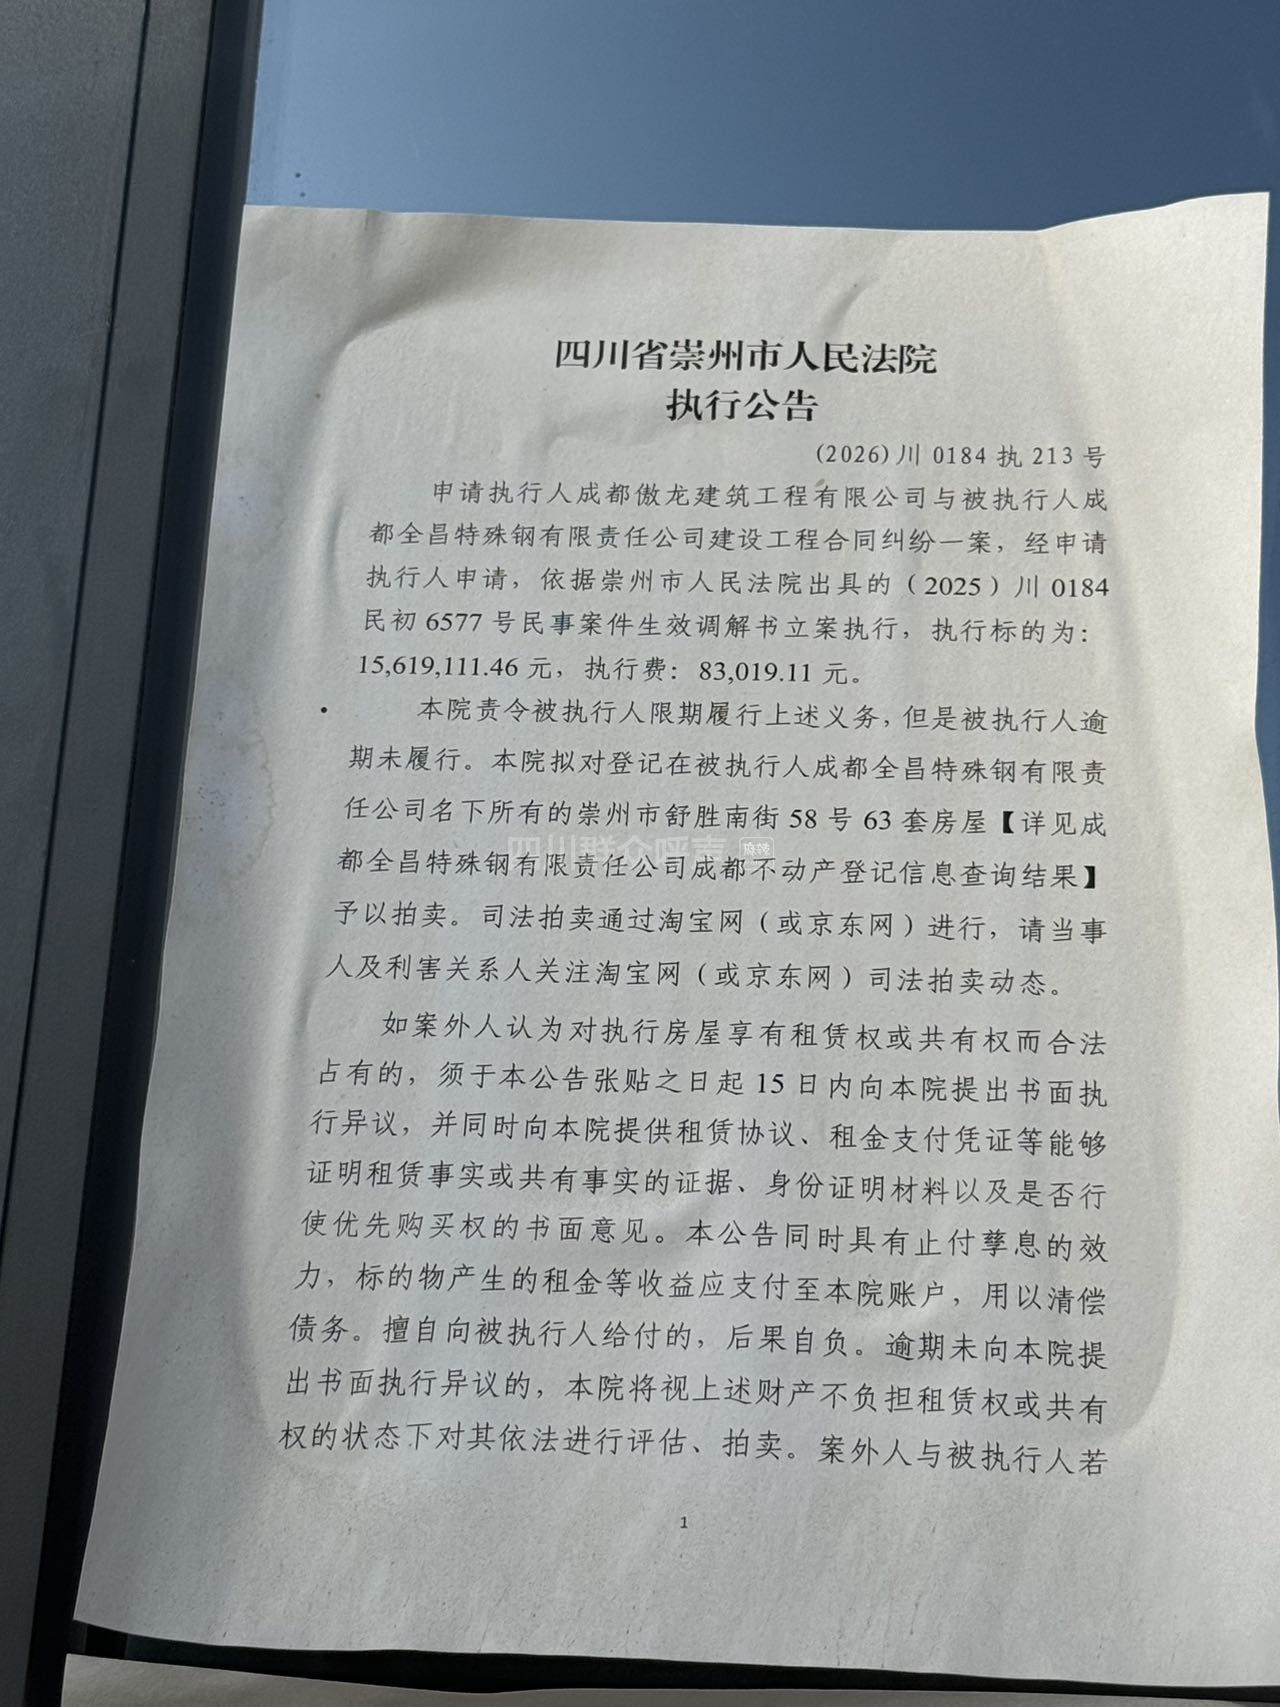 四川省崇州市人民法院
执行公告
(2026)川 0184 执 213 号
申请执行人成都傲龙建筑工程有限公司与被执行人成
都全昌特殊钢有限责任公司建设工程合同纠纷一案，经申请
执行人申请，依据崇州市人民法院出具的（2025）川 0184
民初 6577 号民事案件生效调解书立案执行，执行标的为：
15,619,111.46 元，执行费：83,019.11 元。
本院责令被执行人限期履行上述义务，但是被执行人逾
期未履行。本院拟对登记在被执行人成都全昌特殊钢有限责
任公司名下所有的崇州市舒胜南街 58 号 63 套房屋【详见成
四川群众呼声 麻辣
都全昌特殊钢有限责任公司成都不动产登记信息查询结果】
予以拍卖。司法拍卖通过淘宝网（或京东网）进行，请当事
人及利害关系人关注淘宝网（或京东网）司法拍卖动态。
如案外人认为对执行房屋享有租赁权或共有权而合法
占有的，须于本公告张贴之日起 15 日内向本院提出书面执
行异议，并同时向本院提供租赁协议、租金支付凭证等能够
证明租赁事实或共有事实的证据、身份证明材料以及是否行
使优先购买权的书面意见。本公告同时具有止付孳息的效
力，标的物产生的租金等收益应支付至本院账户，用以清偿
债务。擅自向被执行人给付的，后果自负。逾期未向本院提
出书面执行异议的，本院将视上述财产不负担租赁权或共有
权的状态下对其依法进行评估、拍卖。案外人与被执行人若
1